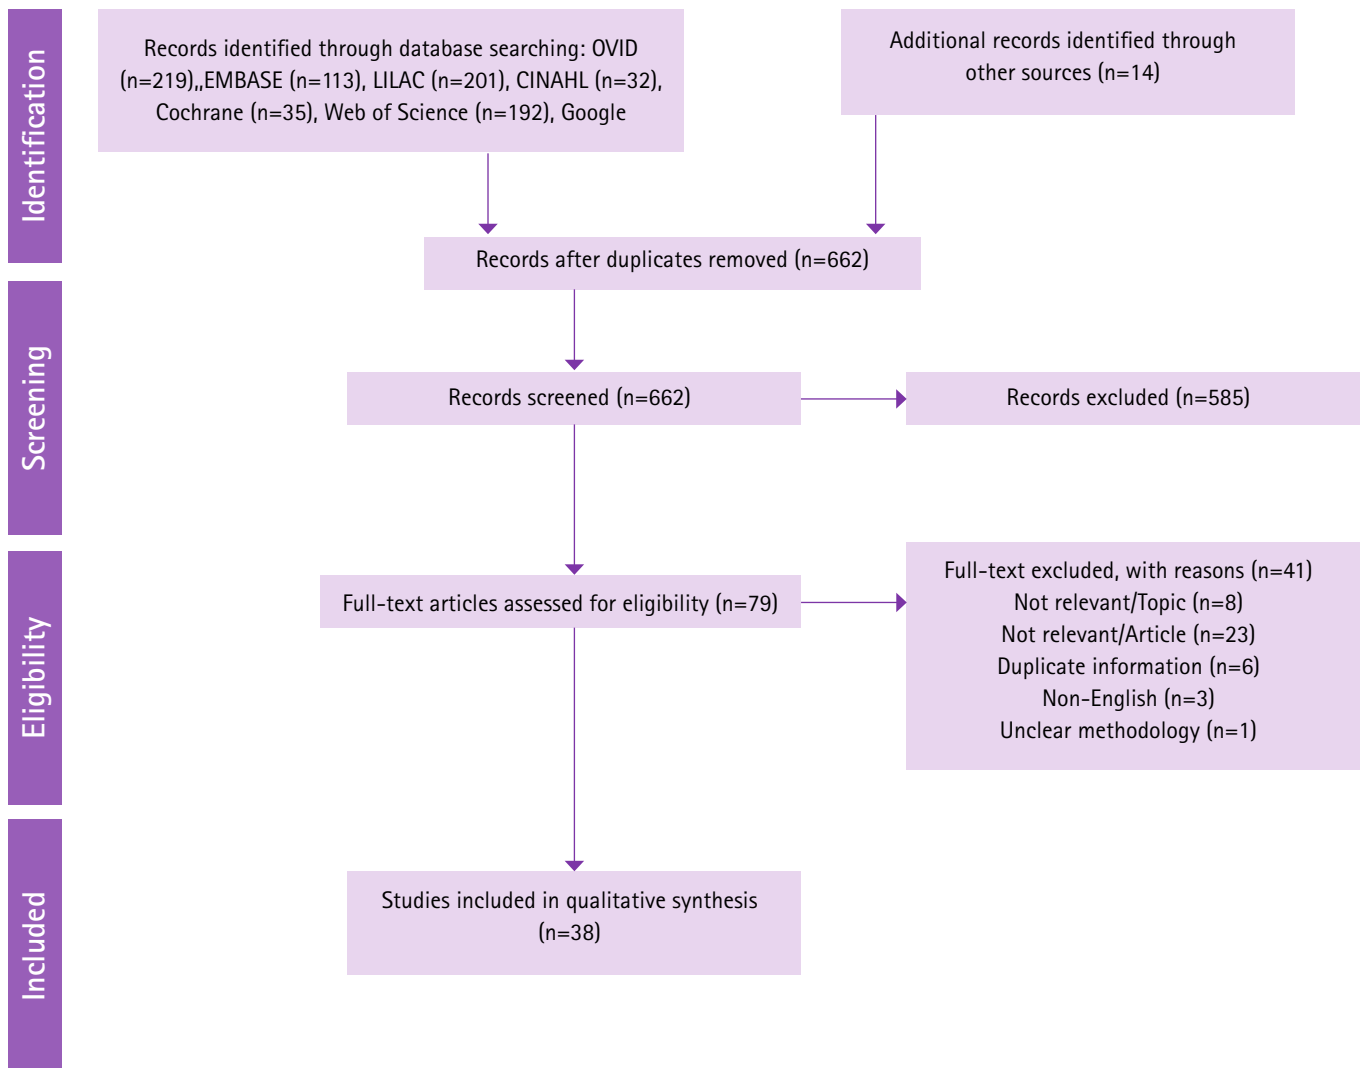 Identification
Records identified through database searching: OVID
(n=219),,EMBASE (n=113), LILAC (n=201), CINAHL (n=32),
Cochrane (n=35), Web of Science (n=192), Google
Additional records identified through
other sources (n=14)
Records after duplicates removed (n=662)
Screening
Records screened (n=662)
Records excluded (n=585)
Eligibility
Full-text articles assessed for eligibility (n=79)
Full-text excluded, with reasons (n=41)
Not relevant/Topic (n=8)
Not relevant/Article (n=23)
Duplicate information (n=6)
Non-English (n=3)
Unclear methodology (n=1)
Included
Studies included in qualitative synthesis
(n=38)